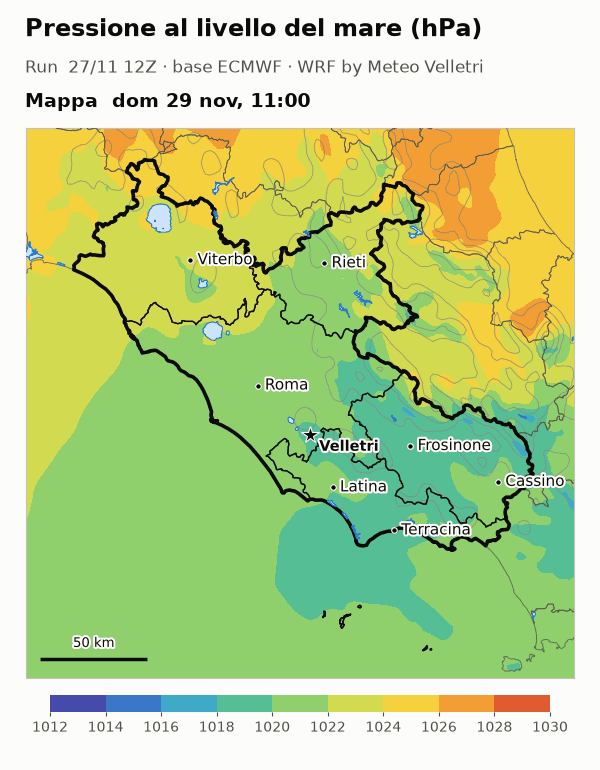 Pressione al livello del mare (hPa)
Run 27/11 12Z · base ECMWF · WRF by Meteo Velletri
Mappa dom 29 nov, 11:00
Viterbo
Rieti
Roma
Velletri
Frosinone
Latina
Cassino
Terracina
50 km
1012 1014 1016 1018 1020 1022 1024 1026 1028 1030